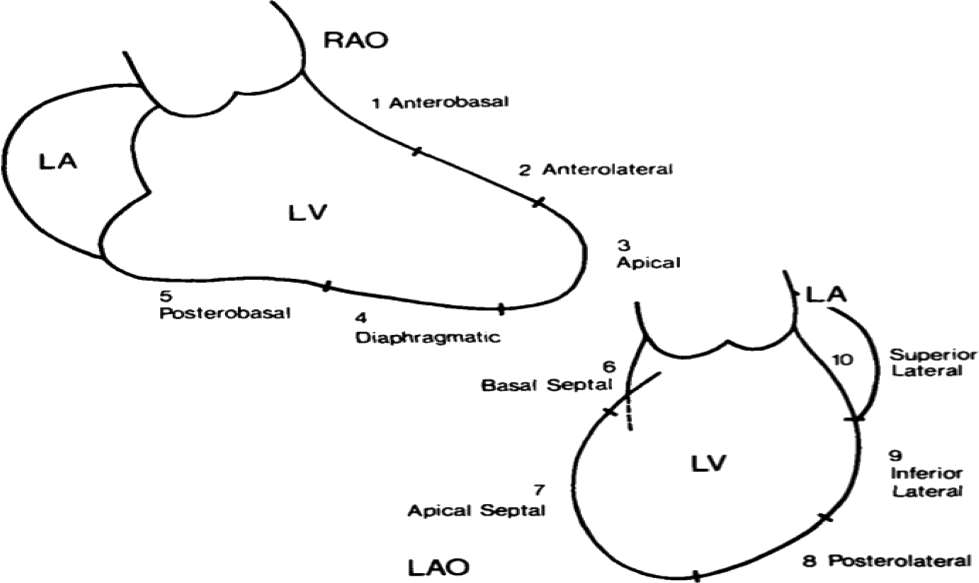 RAO
1 Anterobasal
LA
2 Anterolateral
LV
3
Apical
5
Posterobasal
4
Diaphragmatic
LA
10
Superior
Lateral
6
Basal Septal
LV
9
Inferior
Lateral
7
Apical Septal
8 Posterolateral
LAO